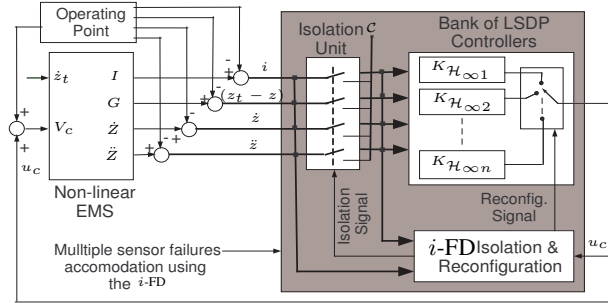 Operating
Point
Isolation
Unit
Bank of LSDP
Controllers
𝒞
ż_t
I
i
G
(z_t − z)
Ż
ż
V_c
Z̈
z̈
u_c
Non-linear
EMS
K_ℋ∞1
K_ℋ∞2
K_ℋ∞n
Reconfig.
Signal
Isolation
Signal
i-FD Isolation &
Reconfiguration
u_c
Mulltiple sensor failures
accomodation using
the i-FD
+
+
-
+
-
+
-
+
-
+